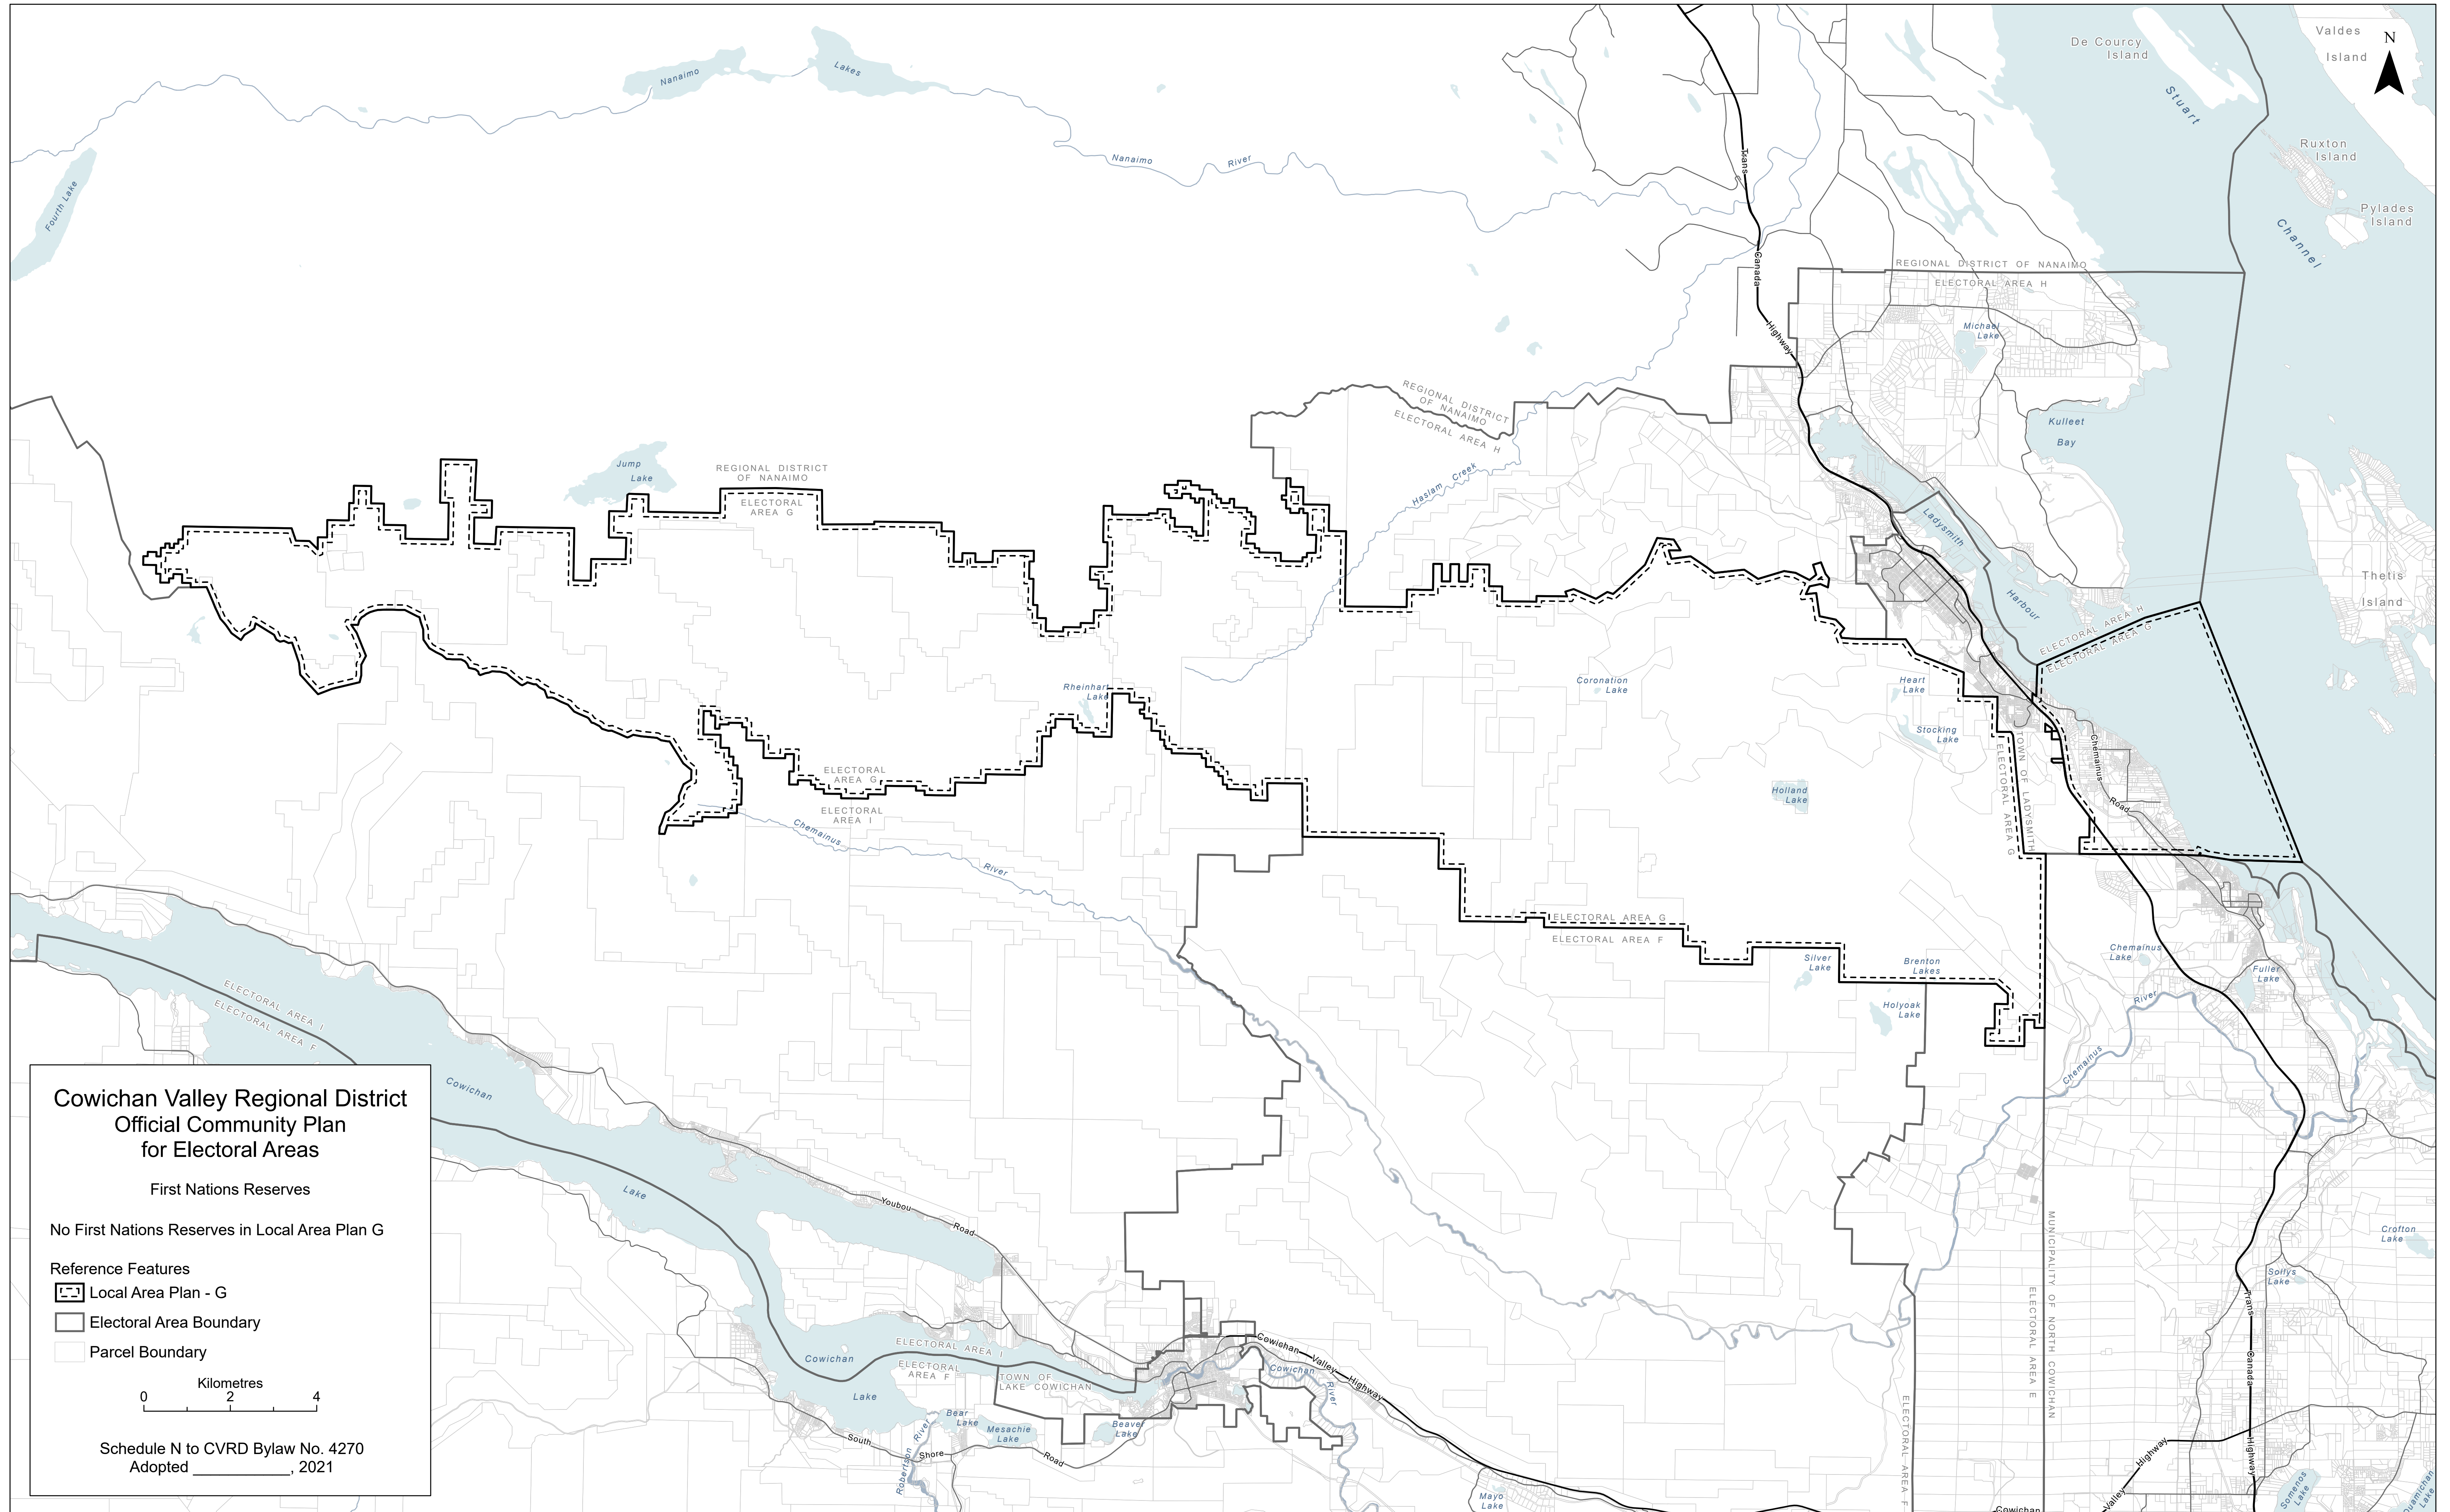 Valdes
Island
N
De Courcy
Island
Stuart
Channel
Ruxton
Island
Pylades
Island
Nanaimo
Lakes
Fourth Lake
Nanaimo
River
Trans
Canada
Highway
REGIONAL DISTRICT OF NANAIMO
ELECTORAL AREA H
Michael
Lake
Kulleet
Bay
REGIONAL DISTRICT
OF NANAIMO
ELECTORAL AREA H
Haslam Creek
Jump
Lake
REGIONAL DISTRICT
OF NANAIMO
ELECTORAL
AREA G
Ladysmith
Harbour
Thetis
Island
ELECTORAL AREA H
ELECTORAL AREA G
Rheinhart
Lake
Coronation
Lake
Heart
Lake
Stocking
Lake
Holland
Lake
ELECTORAL AREA G
TOWN OF LADYSMITH
Chemainus
Road
ELECTORAL
AREA G
ELECTORAL
AREA I
Chemainus
River
ELECTORAL AREA G
ELECTORAL AREA F
Silver
Lake
Brenton
Lakes
Holyoak
Lake
Chemainus
Lake
Fuller
Lake
River
Chemainus
ELECTORAL AREA I
ELECTORAL AREA F
Cowichan
Lake
Youbou
Road
Crofton
Lake
Sollys
Lake
MUNICIPALITY OF NORTH COWICHAN
ELECTORAL AREA E
ELECTORAL AREA F
Trans
Canada
Highway
Highway
Valley
Cowichan
Somenos
Lake
Quamichan
Lake
ELECTORAL AREA I
ELECTORAL
AREA F
Cowichan
Lake
TOWN OF
LAKE COWICHAN
Cowichan
Valley
Highway
Cowichan
River
Bear
Lake
Mesachie
Lake
Beaver
Lake
Robertson River
South
Shore
Road
Mayo
Lake
Cowichan Valley Regional District
Official Community Plan
for Electoral Areas
First Nations Reserves
No First Nations Reserves in Local Area Plan G
Reference Features
Local Area Plan - G
Electoral Area Boundary
Parcel Boundary
Kilometres
0 2 4
Schedule N to CVRD Bylaw No. 4270
Adopted ____________, 2021